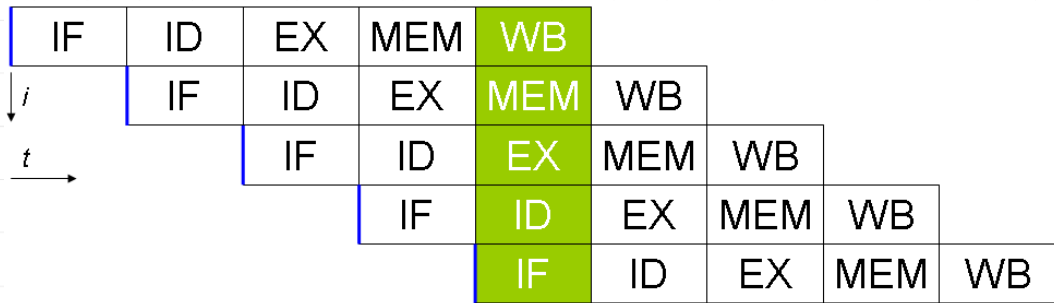 IF ID EX MEM WB
i IF ID EX MEM WB
t IF ID EX MEM WB
IF ID EX MEM WB
IF ID EX MEM WB